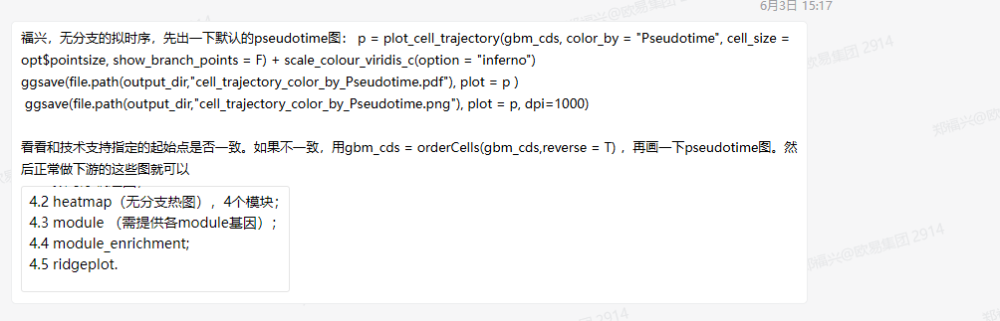 6月3日 15:17
福兴，无分支的拟时序，先出一下默认的pseudotime图： p = plot_cell_trajectory(gbm_cds, color_by = "Pseudotime", cell_size =
opt$pointsize, show_branch_points = F) + scale_colour_viridis_c(option = "inferno")
ggsave(file.path(output_dir,"cell_trajectory_color_by_Pseudotime.pdf"), plot = p )
ggsave(file.path(output_dir,"cell_trajectory_color_by_Pseudotime.png"), plot = p, dpi=1000)
看看和技术支持指定的起始点是否一致。如果不一致，用gbm_cds = orderCells(gbm_cds,reverse = T) ，再画一下pseudotime图。然
后正常做下游的这些图就可以
4.2 heatmap（无分支热图），4个模块；
4.3 module （需提供各module基因）；
4.4 module_enrichment;
4.5 ridgeplot.
郑福兴@欧易集团 2914